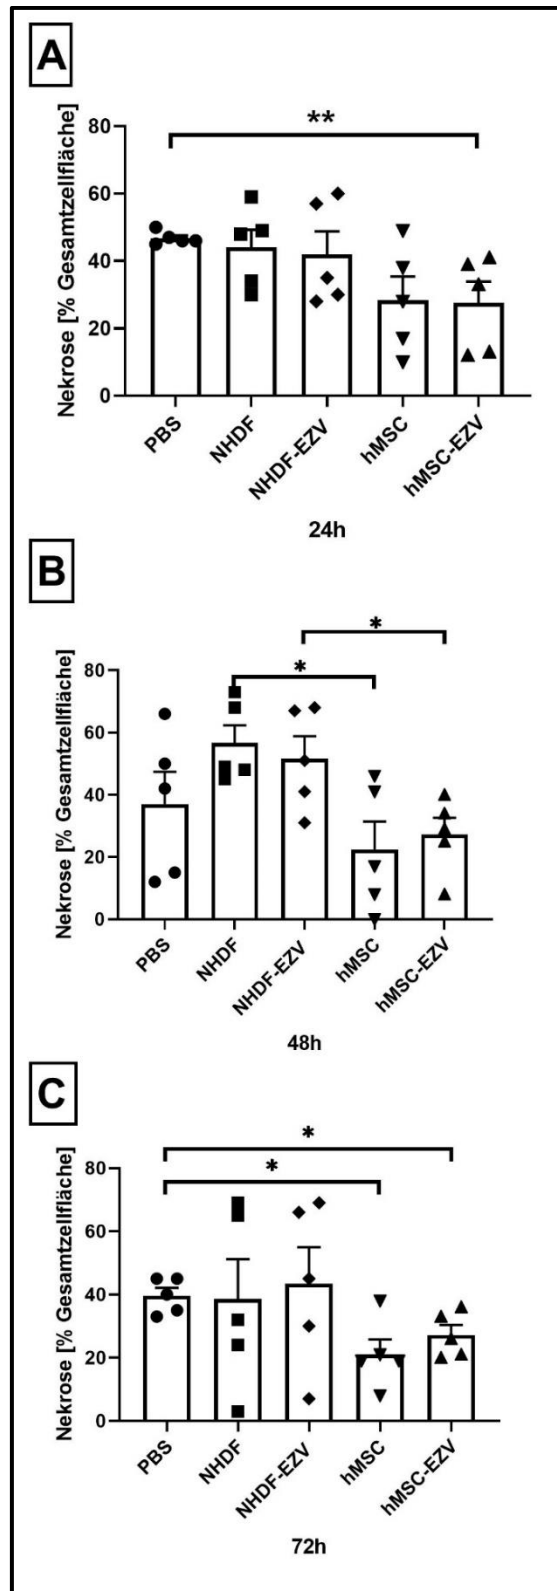 A
**
Nekrose [% Gesamtzellfläche]
80
60
40
20
0
PBS
NHDF
NHDF-EZV
hMSC
hMSC-EZV
24h
B
*
*
Nekrose [% Gesamtzellfläche]
80
60
40
20
0
PBS
NHDF
NHDF-EZV
hMSC
hMSC-EZV
48h
C
*
*
Nekrose [% Gesamtzellfläche]
80
60
40
20
0
PBS
NHDF
NHDF-EZV
hMSC
hMSC-EZV
72h